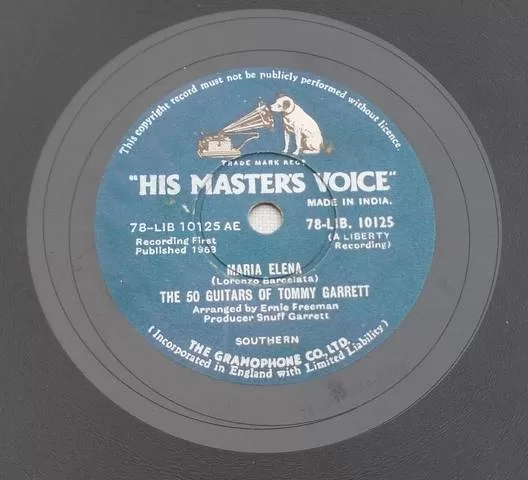 This copyright record must not be publicly performed without licence.
TRADE MARK REGD
"HIS MASTER'S VOICE"
MADE IN INDIA.
78-LIB 10125 AE
78-LIB. 10125
Recording First
Published 1963
(A LIBERTY
Recording)
MARIA ELENA
(Lorenzo Barcelata)
THE 50 GUITARS OF TOMMY GARRETT
Arranged by Ernie Freeman
Producer Snuff Garrett
SOUTHERN
THE GRAMOPHONE CO., LTD.
(Incorporated in England with Limited Liability)